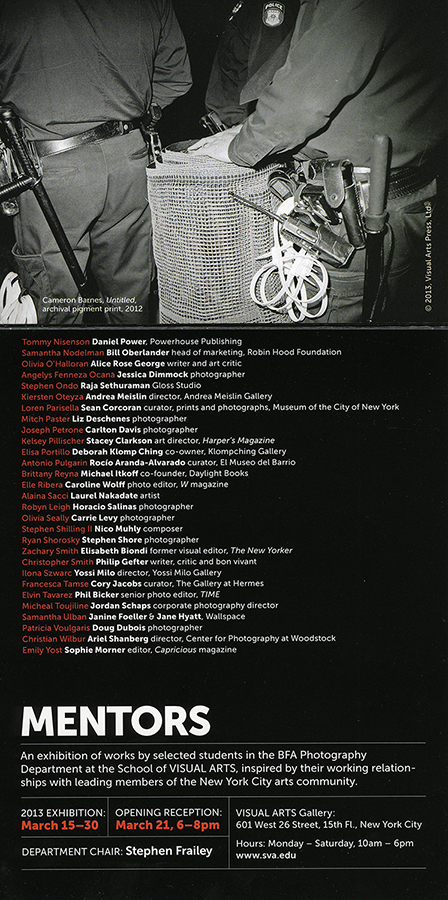 POLICE
Cameron Barnes, Untitled,
archival pigment print, 2012
© 2013, Visual Arts Press, Ltd.
Tommy Nisenson Daniel Power, Powerhouse Publishing
Samantha Nodelman Bill Oberlander head of marketing, Robin Hood Foundation
Olivia O'Halloran Alice Rose George writer and art critic
Angelys Fenneza Ocana Jessica Dimmock photographer
Stephen Ondo Raja Sethuraman Gloss Studio
Kiersten Oteyza Andrea Meislin director, Andrea Meislin Gallery
Loren Parisella Sean Corcoran curator, prints and photographs, Museum of the City of New York
Mitch Paster Liz Deschenes photographer
Joseph Petrone Carlton Davis photographer
Kelsey Pillischer Stacey Clarkson art director, Harper's Magazine
Elisa Portillo Deborah Klomp Ching co-owner, Klompching Gallery
Antonio Pulgarin Rocío Aranda-Alvarado curator, El Museo del Barrio
Brittany Reyna Michael Itkoff co-founder, Daylight Books
Elle Ribera Caroline Wolff photo editor, W magazine
Alaina Sacci Laurel Nakadate artist
Robyn Leigh Horacio Salinas photographer
Olivia Seally Carrie Levy photographer
Stephen Shilling II Nico Muhly composer
Ryan Shorosky Stephen Shore photographer
Zachary Smith Elisabeth Biondi former visual editor, The New Yorker
Christopher Smith Philip Gefter writer, critic and bon vivant
Ilona Szwarc Yossi Milo director, Yossi Milo Gallery
Francesca Tamse Cory Jacobs curator, The Gallery at Hermes
Elvin Tavarez Phil Bicker senior photo editor, TIME
Micheal Toujiline Jordan Schaps corporate photography director
Samantha Ulban Janine Foeller & Jane Hyatt, Wallspace
Patricia Voulgaris Doug Dubois photographer
Christian Wilbur Ariel Shanberg director, Center for Photography at Woodstock
Emily Yost Sophie Morner editor, Capricious magazine
MENTORS
An exhibition of works by selected students in the BFA Photography
Department at the School of VISUAL ARTS, inspired by their working relation-
ships with leading members of the New York City arts community.
2013 EXHIBITION:
March 15–30
OPENING RECEPTION:
March 21, 6–8pm
DEPARTMENT CHAIR: Stephen Frailey
VISUAL ARTS Gallery:
601 West 26 Street, 15th Fl., New York City
Hours: Monday – Saturday, 10am – 6pm
www.sva.edu